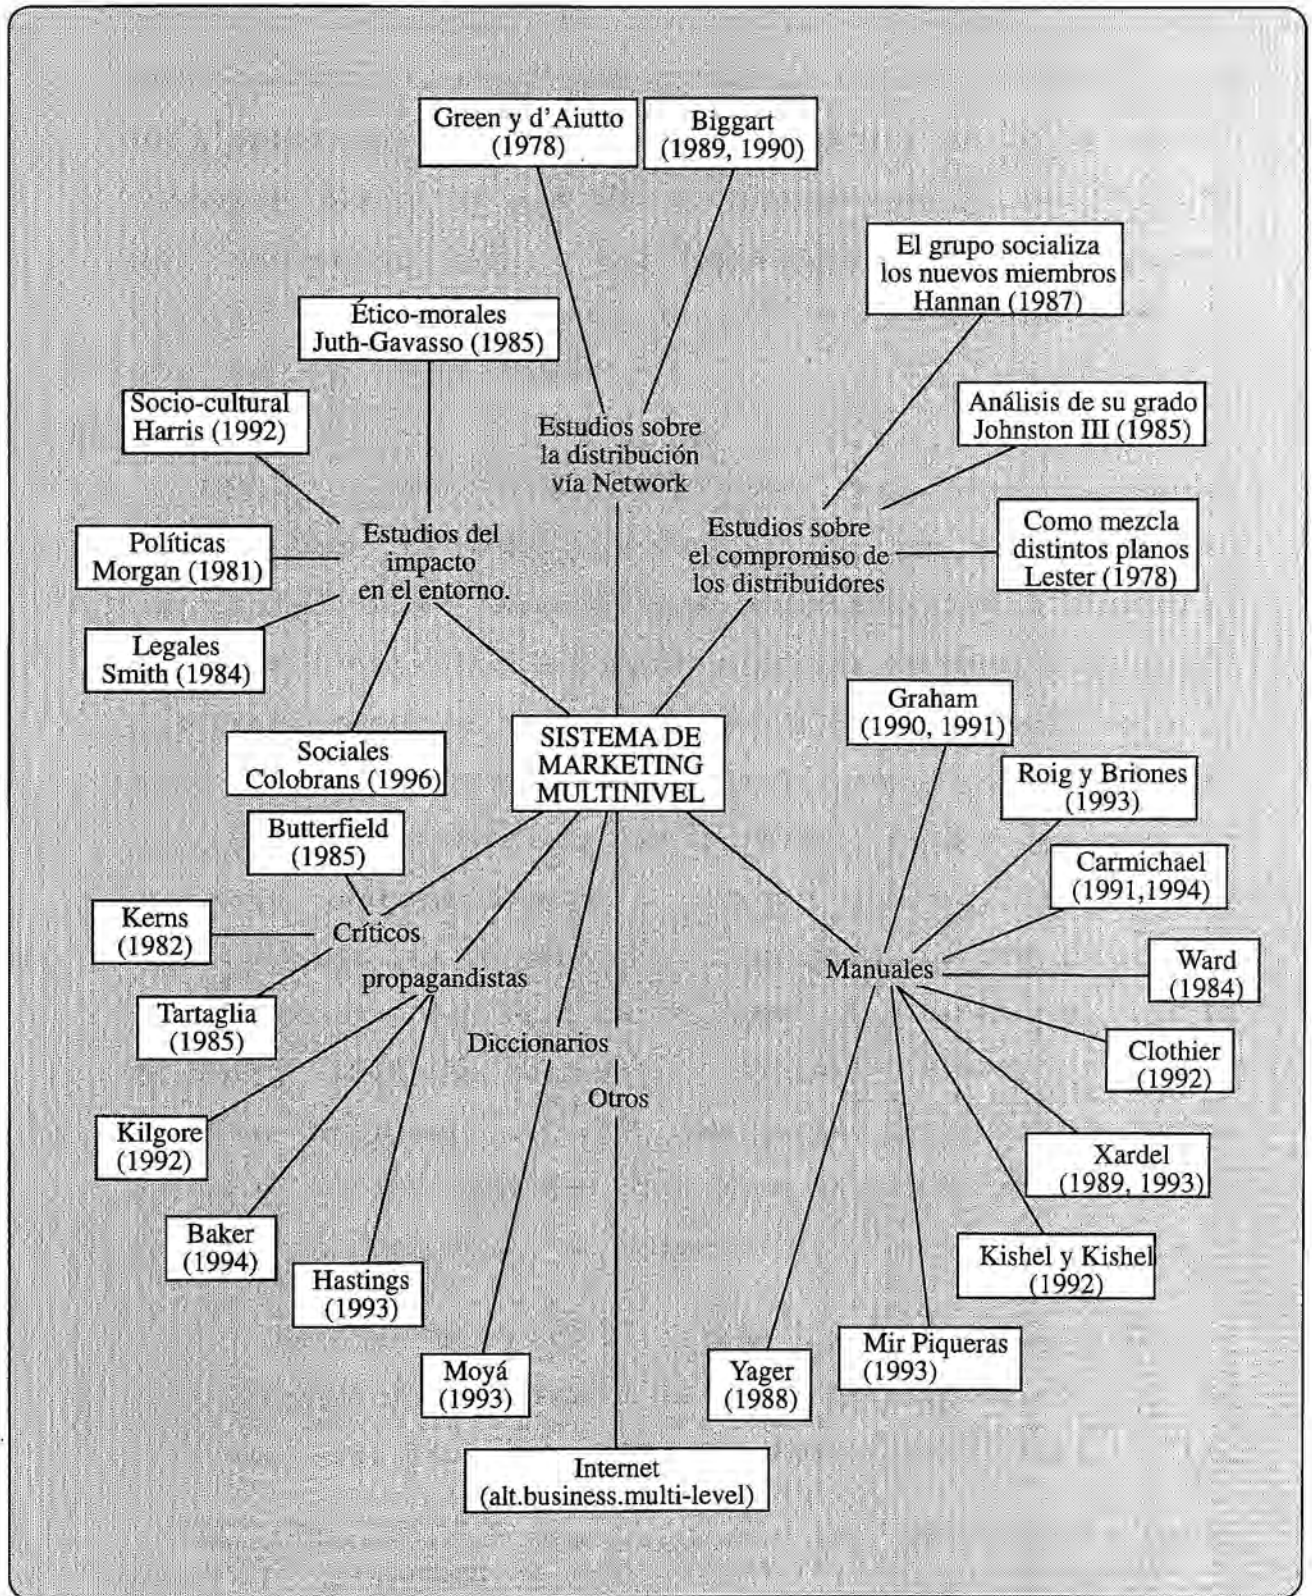 Green y d'Aiutto
(1978)
Biggart
(1989, 1990)
El grupo socializa
los nuevos miembros
Hannan (1987)
Ético-morales
Juth-Gavasso (1985)
Socio-cultural
Harris (1992)
Análisis de su grado
Johnston III (1985)
Estudios sobre
la distribución
vía Network
Políticas
Morgan (1981)
Estudios del
impacto
en el entorno.
Estudios sobre
el compromiso de
los distribuidores
Como mezcla
distintos planos
Lester (1978)
Legales
Smith (1984)
Sociales
Colobrans (1996)
SISTEMA DE
MARKETING
MULTINIVEL
Graham
(1990, 1991)
Roig y Briones
(1993)
Butterfield
(1985)
Carmichael
(1991,1994)
Kerns
(1982)
Críticos
propagandistas
Manuales
Ward
(1984)
Tartaglia
(1985)
Diccionarios
Otros
Clothier
(1992)
Kilgore
(1992)
Xardel
(1989, 1993)
Baker
(1994)
Hastings
(1993)
Kishel y Kishel
(1992)
Moyá
(1993)
Yager
(1988)
Mir Piqueras
(1993)
Internet
(alt.business.multi-level)